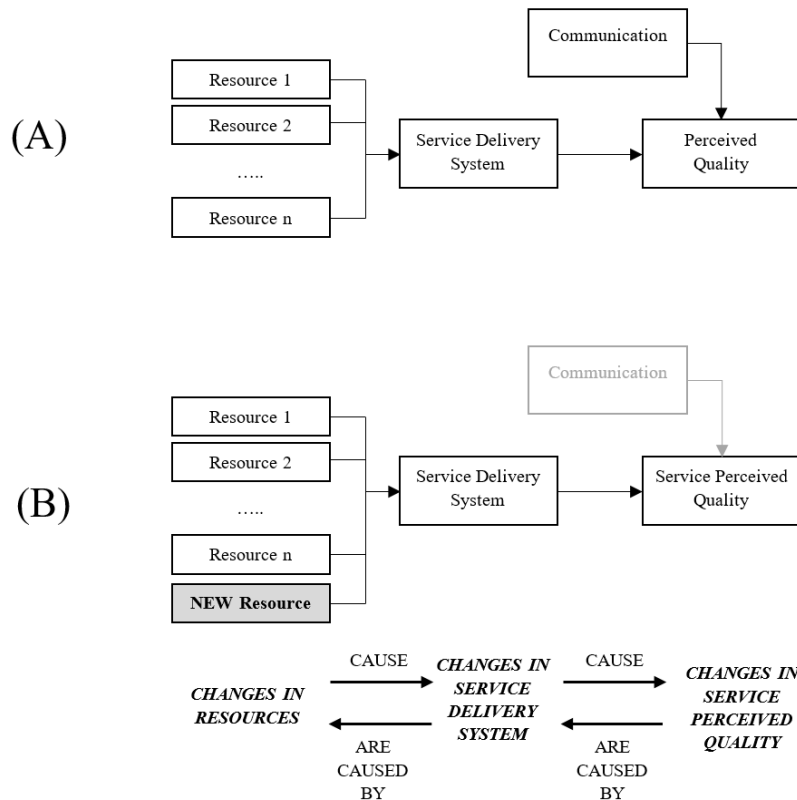 (A)
Resource 1
Resource 2
…..
Resource n
Service Delivery
System
Communication
Perceived
Quality
(B)
Resource 1
Resource 2
…..
Resource n
NEW Resource
Service Delivery
System
Communication
Service Perceived
Quality
CHANGES IN
RESOURCES
CAUSE
ARE
CAUSED
BY
CHANGES IN
SERVICE
DELIVERY
SYSTEM
CAUSE
ARE
CAUSED
BY
CHANGES IN
SERVICE
PERCEIVED
QUALITY